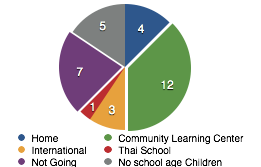 5
4
7
12
1
3
Home
Community Learning Center
International
Thai School
Not Going
No school age Children